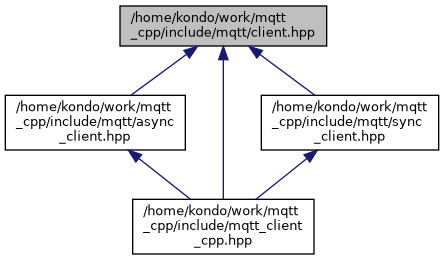 /home/kondo/work/mqtt
_cpp/include/mqtt/client.hpp
/home/kondo/work/mqtt
_cpp/include/mqtt/async
_client.hpp
/home/kondo/work/mqtt
_cpp/include/mqtt/sync
_client.hpp
/home/kondo/work/mqtt
_cpp/include/mqtt_client
_cpp.hpp